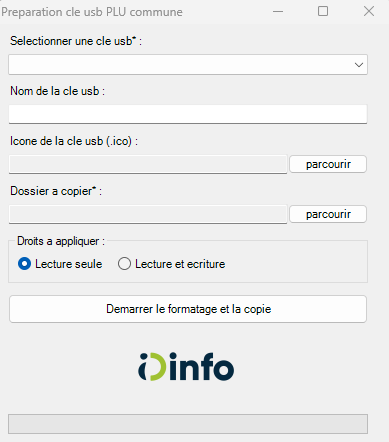 Preparation cle usb PLU commune
Selectionner une cle usb* :
Nom de la cle usb :
Icone de la cle usb (.ico) :
parcourir
Dossier a copier* :
parcourir
Droits a appliquer :
Lecture seule Lecture et ecriture
Demarrer le formatage et la copie
info